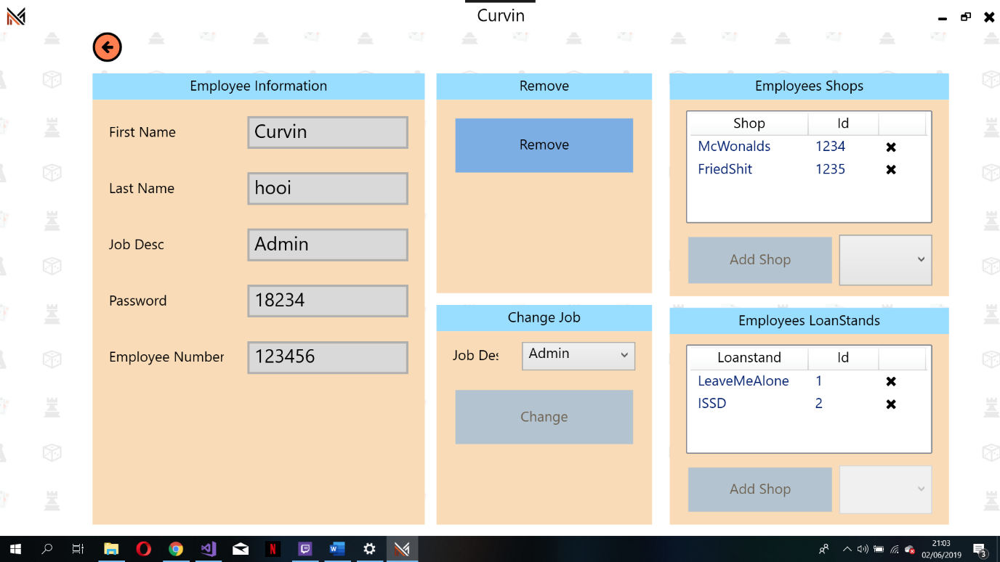 Curvin
Employee Information
First Name
Curvin
Last Name
hooi
Job Desc
Admin
Password
18234
Employee Number
123456
Remove
Remove
Change Job
Job Des
Admin
Change
Employees Shops
Shop Id
McWonalds 1234
FriedShit 1235
Add Shop
Employees LoanStands
Loanstand Id
LeaveMeAlone 1
ISSD 2
Add Shop
21:03
02/06/2019
3